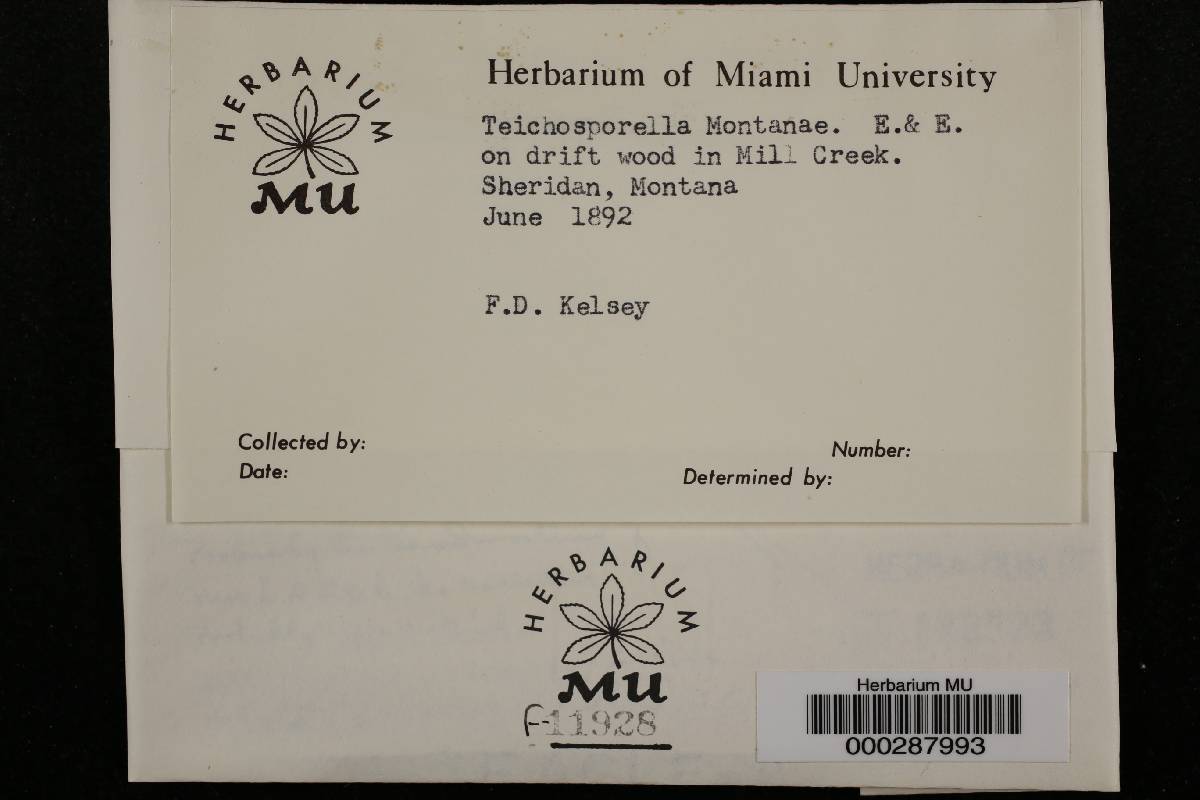 HERBARIUM
MU
Herbarium of Miami University
Teichosporella Montanae. E.& E.
on drift wood in Mill Creek.
Sheridan, Montana
June 1892
F.D. Kelsey
Collected by:
Number:
Date:
Determined by:
HERBARIUM
MU
F-11928
Herbarium MU
000287993